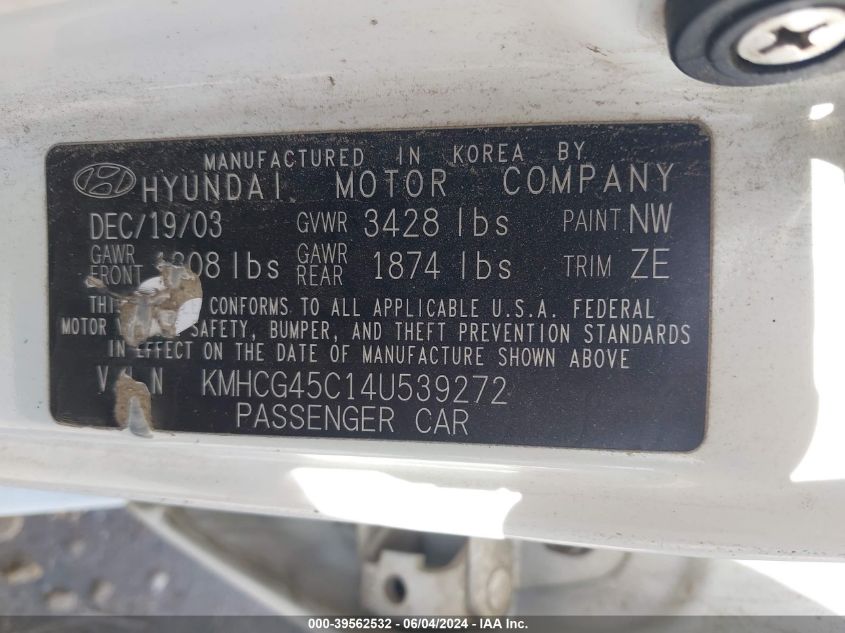 MANUFACTURED IN KOREA BY
HYUNDAI MOTOR COMPANY
DEC/19/03 GVWR 3428 lbs PAINT NW
GAWR FRONT lbs GAWR REAR 1874 lbs TRIM ZE
CONFORMS TO ALL APPLICABLE U.S.A. FEDERAL
MOTOR SAFETY, BUMPER, AND THEFT PREVENTION STANDARDS
IN EFFECT ON THE DATE OF MANUFACTURE SHOWN ABOVE
V I N KMHCG45C14U539272
PASSENGER CAR
000-39562532 - 06/04/2024 - IAAI INC.